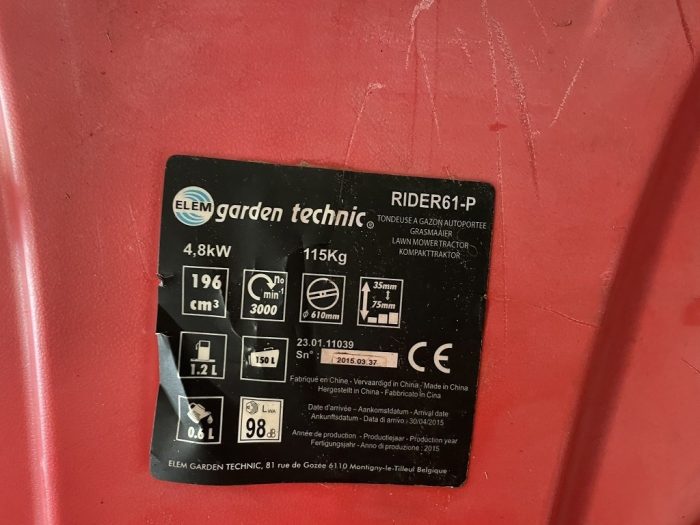 ELEM garden technic®
RIDER61-P
TONDEUSE A GAZON AUTOPORTEE
GRASMAAIER
LAWN MOWER TRACTOR
KOMPAKTTRAKTOR
4,8kW
115Kg
196 cm³
n° min⁻¹ 3000
ϕ 610mm
35mm
75mm
1.2 L
150 L
23.01.11039
Sn° : 2015.03.37
CE
Fabriqué en Chine - Vervaardigd in China - Made in China
Hergestellt in China - Fabbricato in Cina
0.6 L
LWA 98 dB
Date d'arrivée - Aankomstdatum - Arrival date
Ankunftsdatum - Data di arrivo : 30/04/2015
Année de production : Productiejaar - Production year
Fertigungsjahr - Anno di produzione : 2015
ELEM GARDEN TECHNIC, 81 rue de Gozée 6110 Montigny-le-Tilleul Belgique